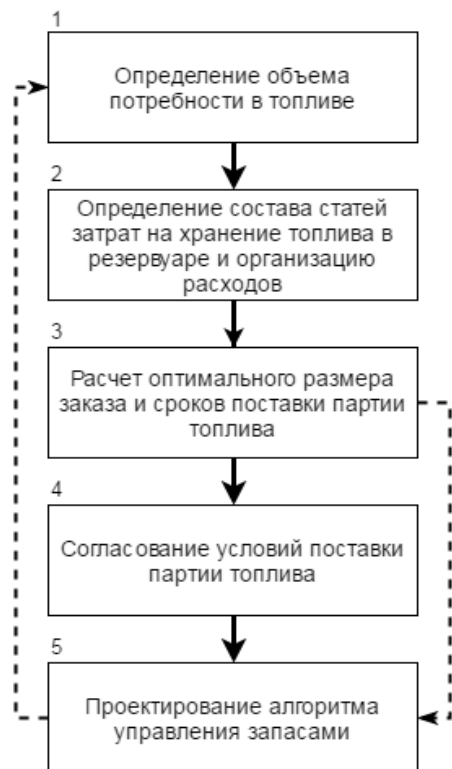 1
Определение объема
потребности в топливе
2
Определение состава статей
затрат на хранение топлива в
резервуаре и организацию
расходов
3
Расчет оптимального размера
заказа и сроков поставки партии
топлива
4
Согласование условий поставки
партии топлива
5
Проектирование алгоритма
управления запасами